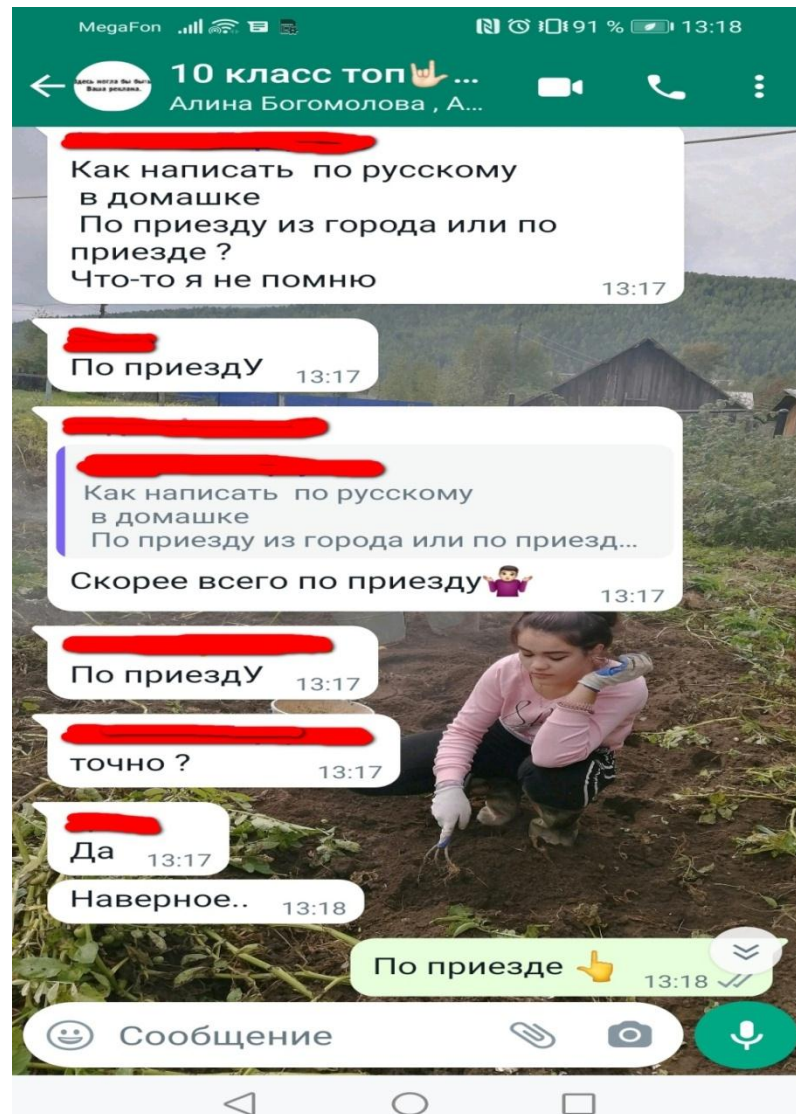 MegaFon 91 % 13:18
10 класс топ🤟🏻...
Алина Богомолова , А...
Как написать по русскому
в домашке
По приезду из города или по
приезде ?
Что-то я не помню
13:17
По приездУ 13:17
Как написать по русскому
в домашке
По приезду из города или по приезд...
Скорее всего по приезду🤷🏻‍♂️
13:17
По приездУ 13:17
точно ? 13:17
Да 13:17
Наверное.. 13:18
По приезде 👆 13:18
Сообщение